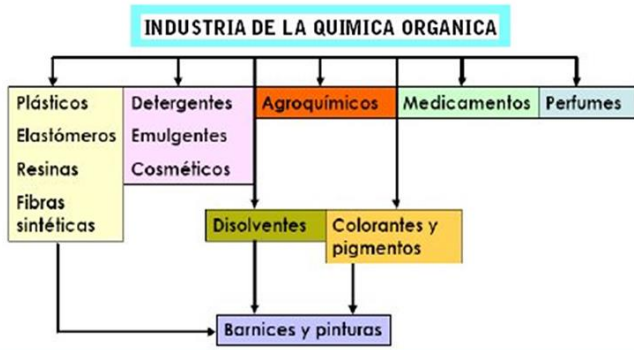 INDUSTRIA DE LA QUIMICA ORGANICA
Plásticos
Elastómeros
Resinas
Fibras
sintéticas
Detergentes
Emulgentes
Cosméticos
Agroquímicos
Medicamentos
Perfumes
Disolventes
Colorantes y
pigmentos
Barnices y pinturas